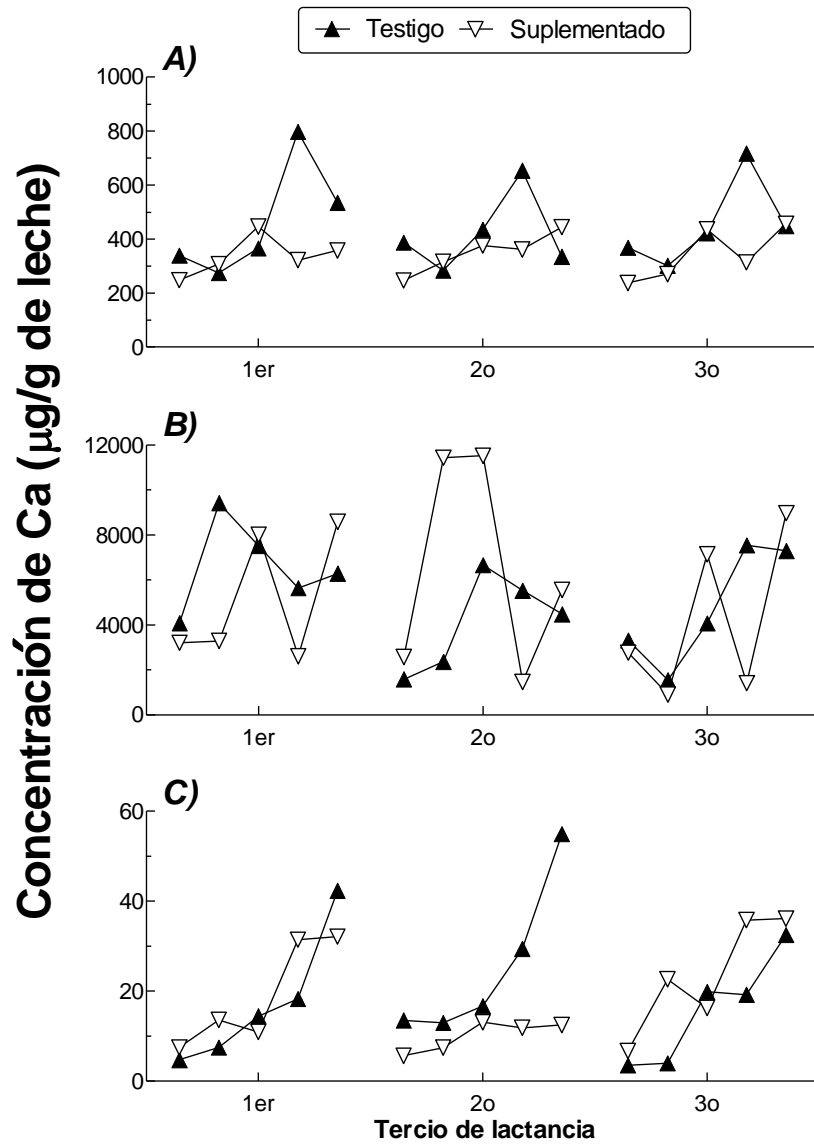 Testigo Suplementado
A)
1000
800
600
400
200
0
1er 2o 3o
Concentración de Ca (µg/g de leche)
B)
12000
8000
4000
0
1er 2o 3o
C)
60
40
20
0
1er 2o 3o
Tercio de lactancia